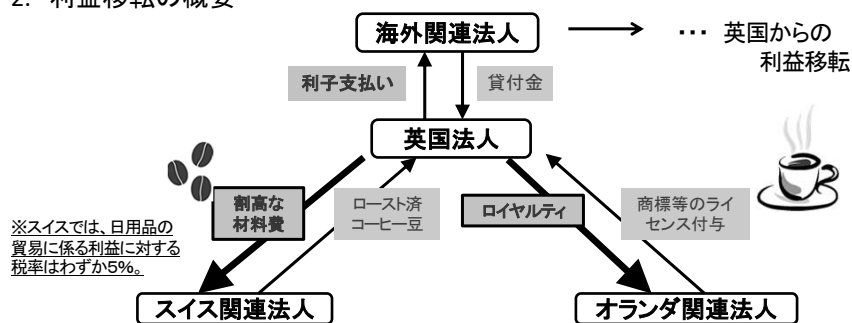 2. 利益移転の概要
海外関連法人
… 英国からの
利益移転
利子支払い
貸付金
英国法人
割高な
材料費
ロースト済
コーヒー豆
ロイヤルティ
商標等のライ
センス付与
※スイスでは、日用品の
貿易に係る利益に対する
税率はわずか5%。
スイス関連法人
オランダ関連法人